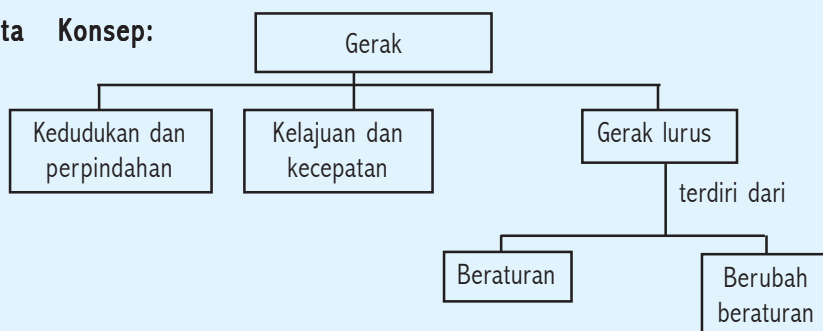 ta Konsep:
Gerak
Kedudukan dan
perpindahan
Kelajuan dan
kecepatan
Gerak lurus
terdiri dari
Beraturan
Berubah
beraturan